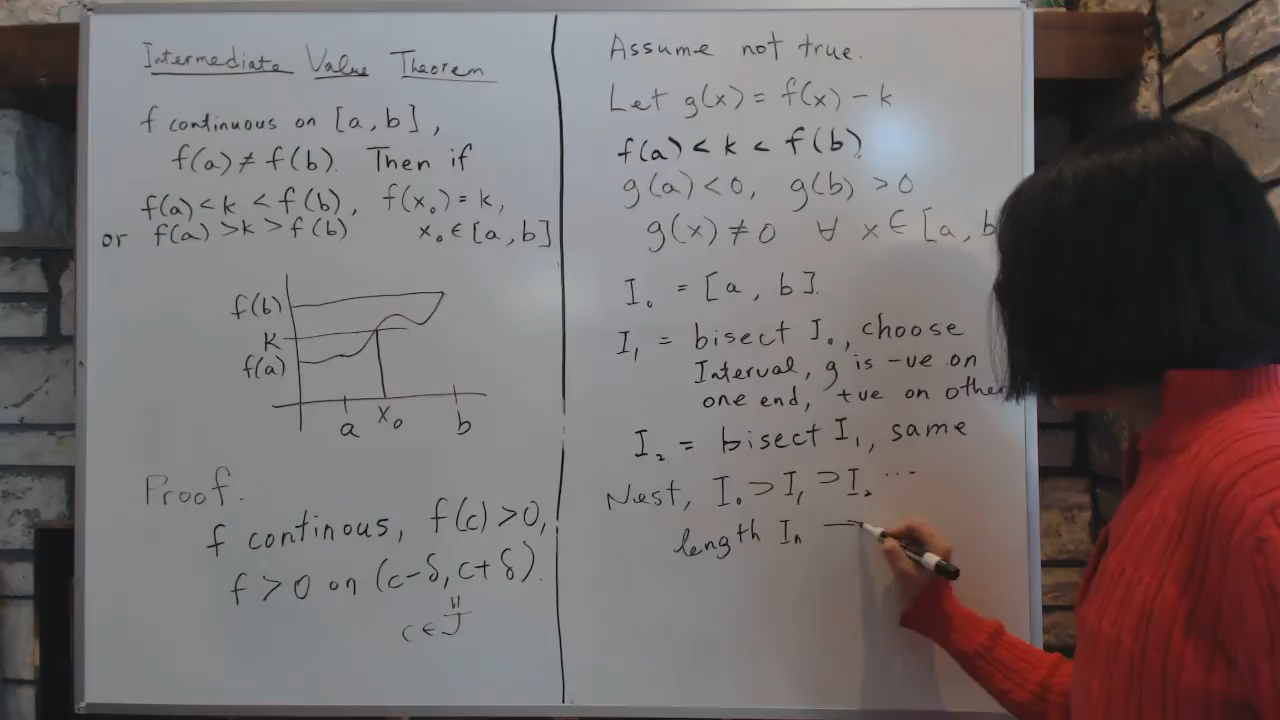 Intermediate Value Theorem
f continuous on [a, b],
f(a) ≠ f(b). Then if
f(a) < k < f(b), f(x₀) = k,
or f(a) > k > f(b) x₀ ∈ [a, b]
f(b)
k
f(a)
a x₀ b
Proof.
f continous, f(c) > 0,
f > 0 on (c-δ, c+δ).
=
c ∈ J
Assume not true.
Let g(x) = f(x) - k
f(a) < k < f(b).
g(a) < 0, g(b) > 0
g(x) ≠ 0 ∀ x ∈ [a, b
I₀ = [a, b].
I₁ = bisect I₀, choose
Interval, g is -ve on
one end, +ve on other
I₂ = bisect I₁, same
Nest, I₀ ⊃ I₁ ⊃ I₂ ...
length Iₙ —